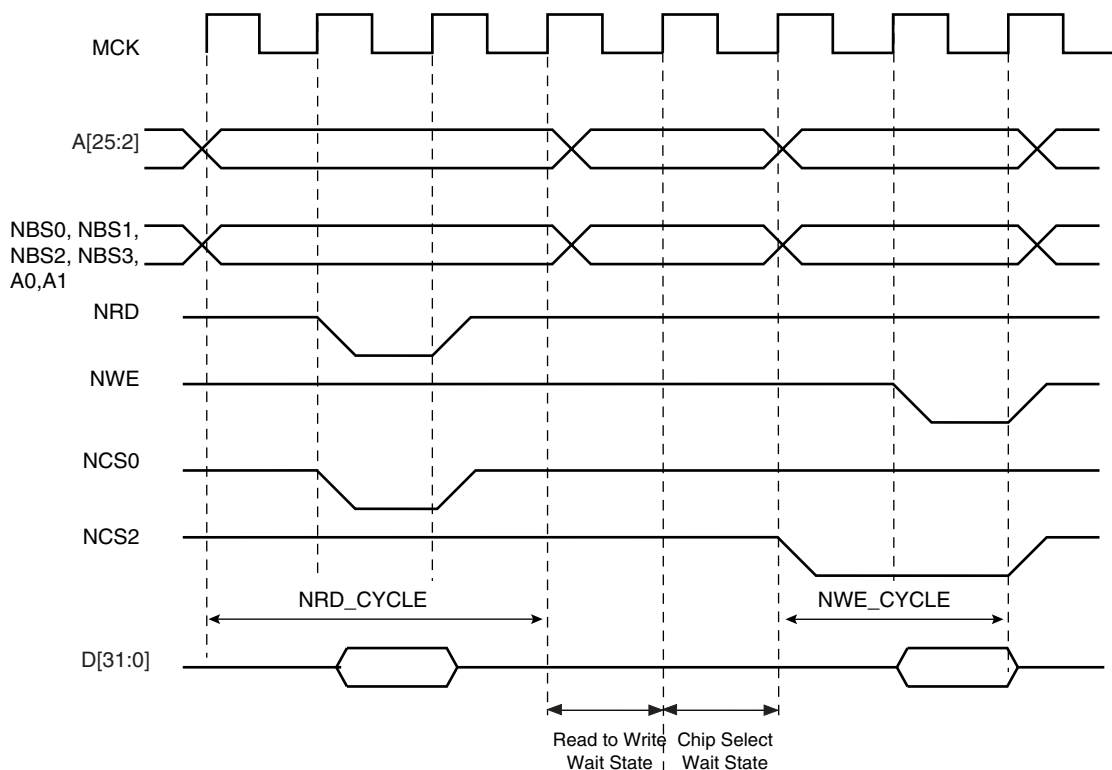 MCK
A[25:2]
NBS0, NBS1,
NBS2, NBS3,
A0,A1
NRD
NWE
NCS0
NCS2
NRD_CYCLE
NWE_CYCLE
D[31:0]
Read to Write
Wait State
Chip Select
Wait State